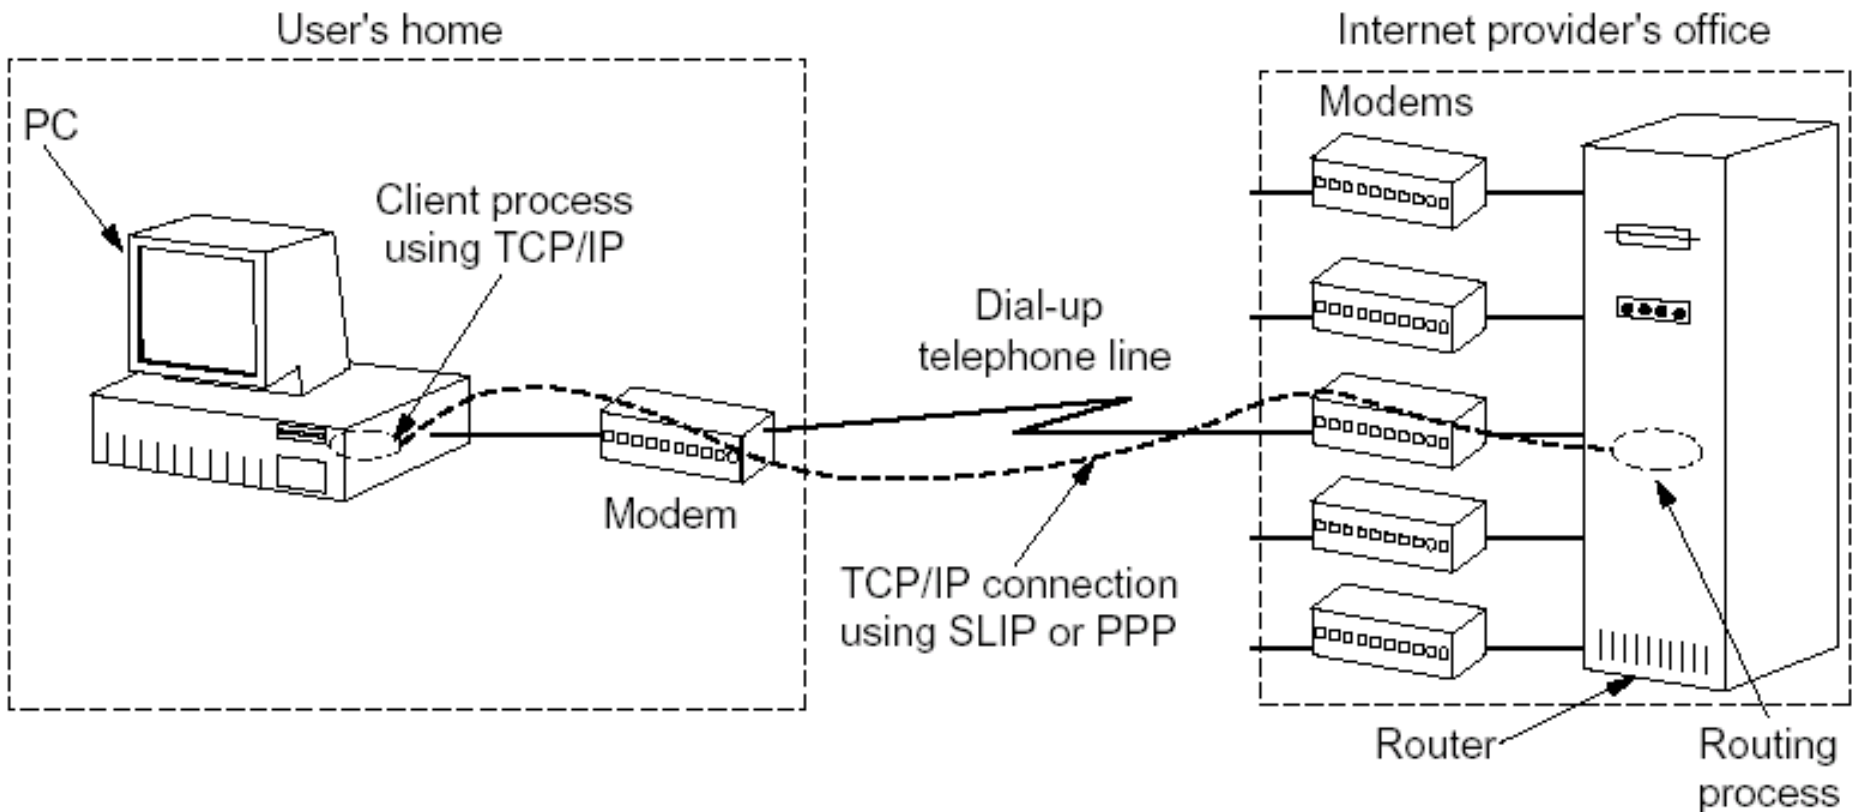 User's home
Internet provider's office
PC
Modems
Client process
using TCP/IP
Dial-up
telephone line
Modem
TCP/IP connection
using SLIP or PPP
Router
Routing
process